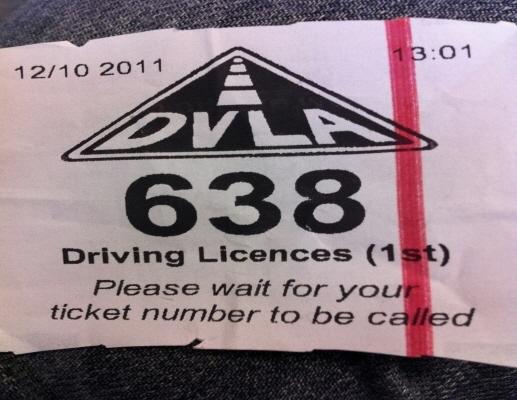 12/10 2011 13:01
DVLA
638
Driving Licences (1st)
Please wait for your
ticket number to be called